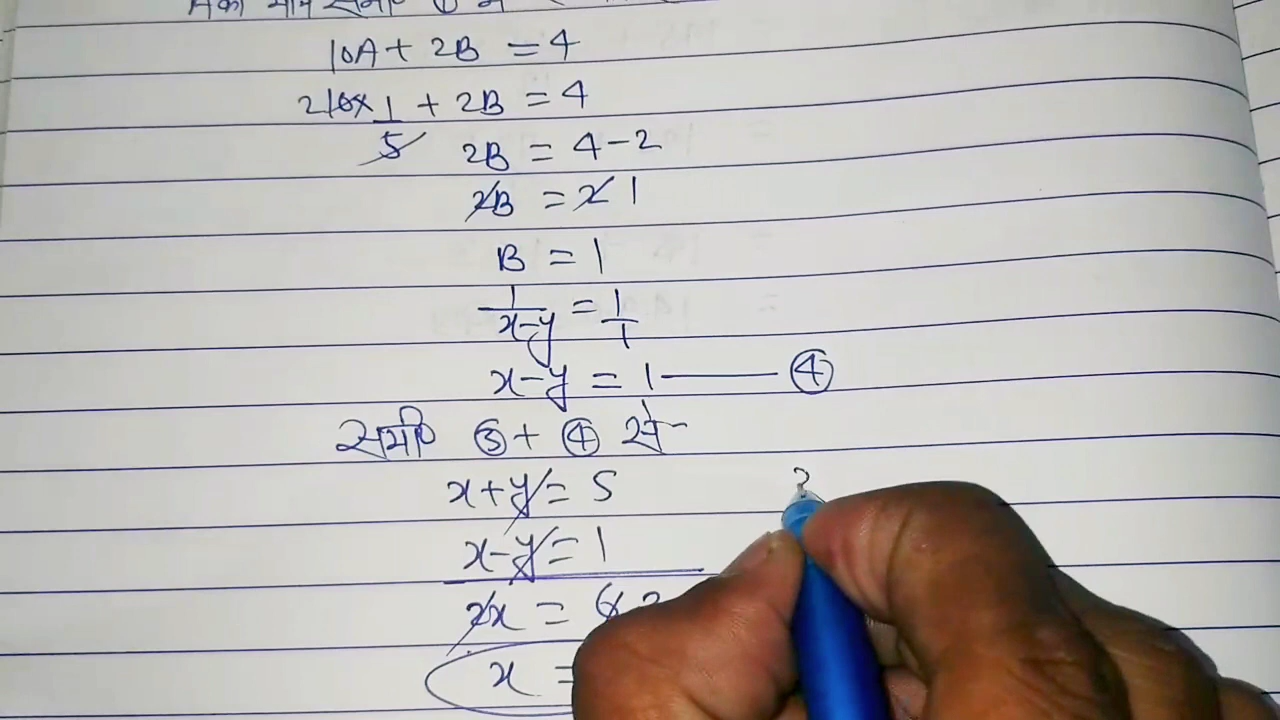 10A + 2B = 4
2 10 × 1/5 + 2B = 4
2B = 4 - 2
2B = 2 1
B = 1
1/x-y = 1/1
x - y = 1 —— ④
समी० ③ + ④ से
x + y = 5
x - y = 1
2x = 6 3
x =